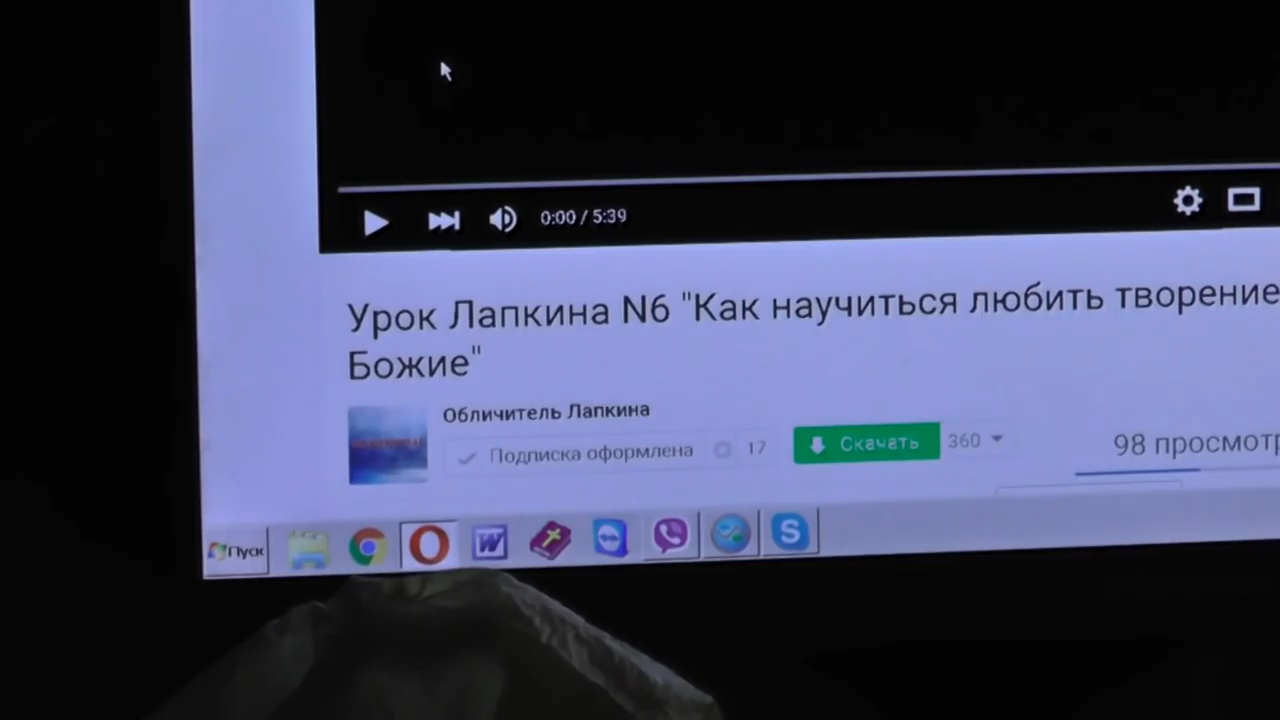 0:00 / 5:39
Урок Лапкина N6 "Как научиться любить творение
Божие"
Обличитель Лапкина
Подписка оформлена 17
Скачать 360
98 просмотр
Пуск
W
S